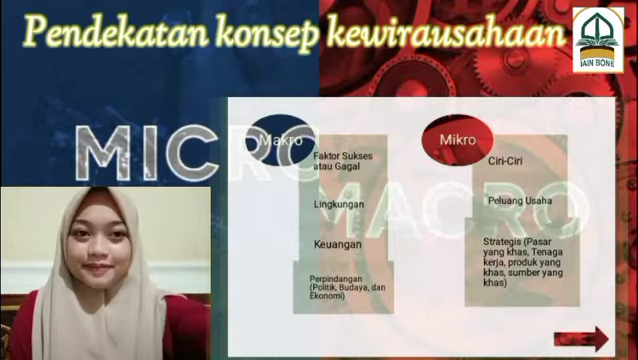 Pendekatan konsep kewirausahaan
IAIN BONE
MICRO
MACRO
Makro
Faktor Sukses
atau Gagal
Lingkungan
Keuangan
Perpindangan
(Politik, Budaya, dan
Ekonomi)
Mikro
Ciri-Ciri
Peluang Usaha
Strategis (Pasar
yang khas, Tenaga
kerja, produk yang
khas, sumber yang
khas)